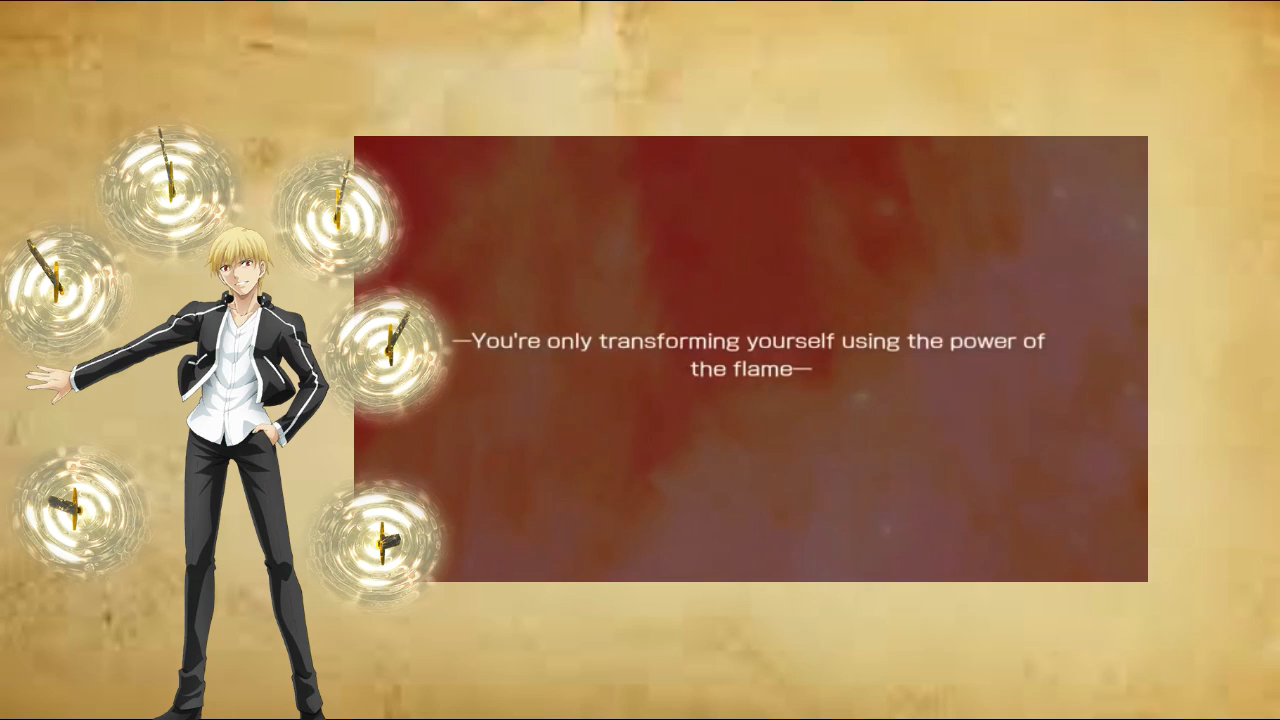 —You're only transforming yourself using the power of
the flame—